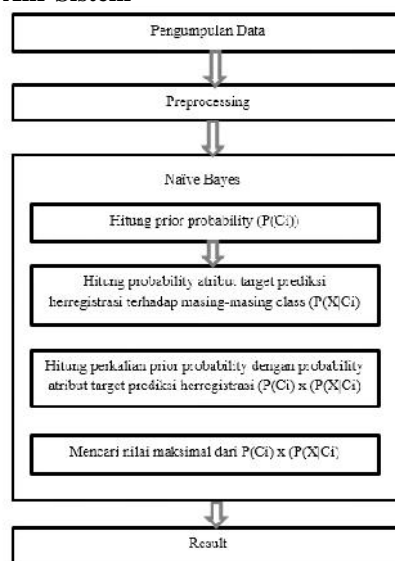 Pengumpulan Data
Preprocessing
Naïve Bayes
Hitung prior probability (P(Ci))
Hitung probability atribut target prediksi
herregistrasi terhadap masing-masing class (P(X|Ci)
Hitung perkalian prior probability dengan probability
atribut target prediksi herregistrasi (P(Ci) x (P(X|Ci)
Mencari nilai maksimal dari P(Ci) x (P(X|Ci)
Result